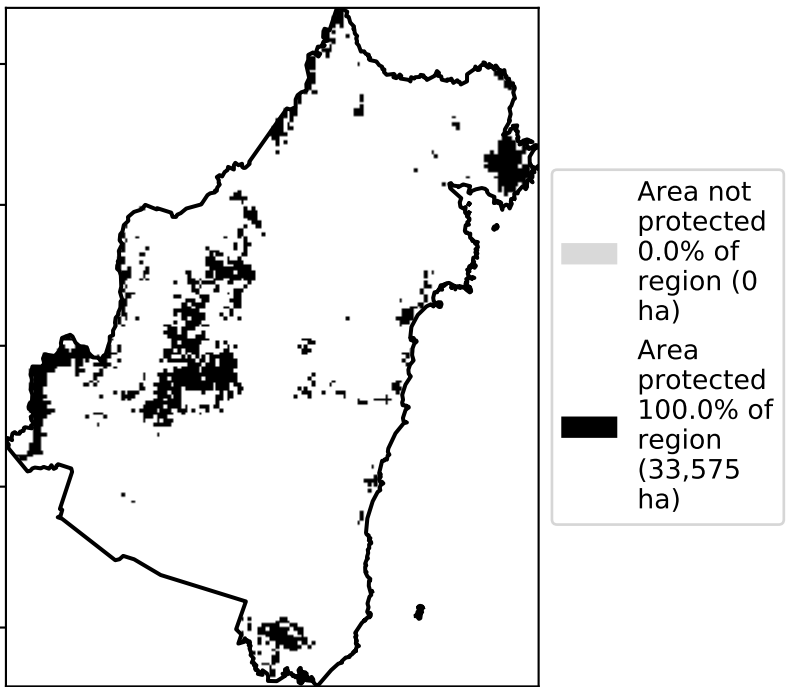 Area not
protected
0.0% of
region (0
ha)
Area
protected
100.0% of
region
(33,575
ha)